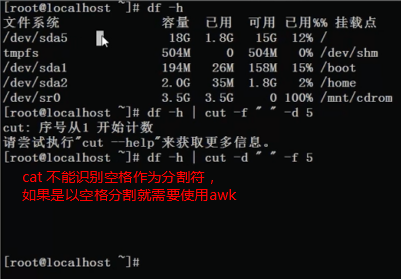 [root@localhost ~]# df -h
文件系统 容量 已用 可用 已用%% 挂载点
/dev/sda5 18G 1.8G 15G 12% /
tmpfs 504M 0 504M 0% /dev/shm
/dev/sda1 194M 26M 158M 15% /boot
/dev/sda2 2.0G 35M 1.8G 2% /home
/dev/sr0 3.5G 3.5G 0 100% /mnt/cdrom
[root@localhost ~]# df -h | cut -f " " -d 5
cut: 序号从1 开始计数
请尝试执行"cut --help"来获取更多信息。
[root@localhost ~]# df -h | cut -d " " -f 5
cat 不能识别空格作为分割符，
如果是以空格分割就需要使用awk
[root@localhost ~]#